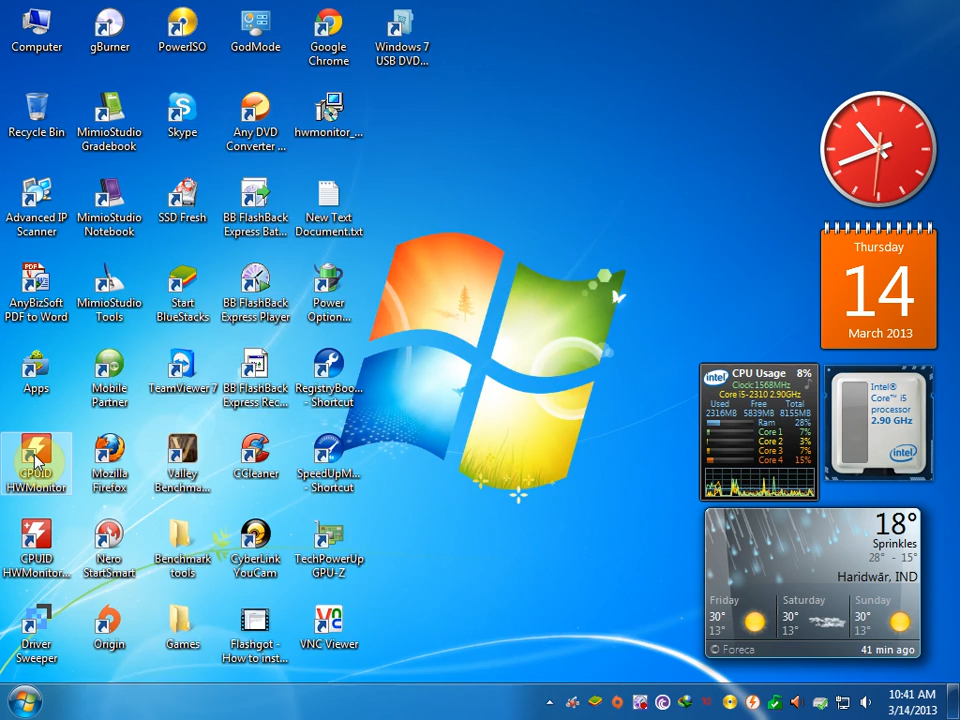 Computer
gBurner
PowerISO
GodMode
Google
Chrome
Windows 7
USB DVD...
Recycle Bin
MimioStudio
Gradebook
Skype
Any DVD
Converter ...
hwmonitor_...
Advanced IP
Scanner
MimioStudio
Notebook
SSD Fresh
BB FlashBack
Express Bat...
New Text
Document.txt
AnyBizSoft
PDF to Word
MimioStudio
Tools
Start
BlueStacks
BB FlashBack
Express Player
Power
Option...
Apps
Mobile
Partner
TeamViewer 7
BB FlashBack
Express Rec...
RegistryBoo...
- Shortcut
CPUID
HWMonitor
Mozilla
Firefox
Valley
Benchma...
CCleaner
SpeedUpM...
- Shortcut
CPUID
HWMonitor...
Nero
StartSmart
Benchmark
tools
CyberLink
YouCam
TechPowerUp
GPU-Z
Driver
Sweeper
Origin
Games
Flashgot -
How to inst...
VNC Viewer
Thursday
14
March 2013
intel
CPU Usage 8%
Clock: 1568MHz
Core i5-2310 2.90GHz
Used Free Total
2316MB 5839MB 8155MB
Ram 28%
Core 1 7%
Core 2 3%
Core 3 7%
Core 4 15%
Intel®
Core™ i5
processor
2.90 GHz
intel
18°
Sprinkles
28° - 15°
Haridwār, IND
Friday Saturday Sunday
30° 30° 30°
13° 13° 13°
© Foreca 41 min ago
10:41 AM
3/14/2013